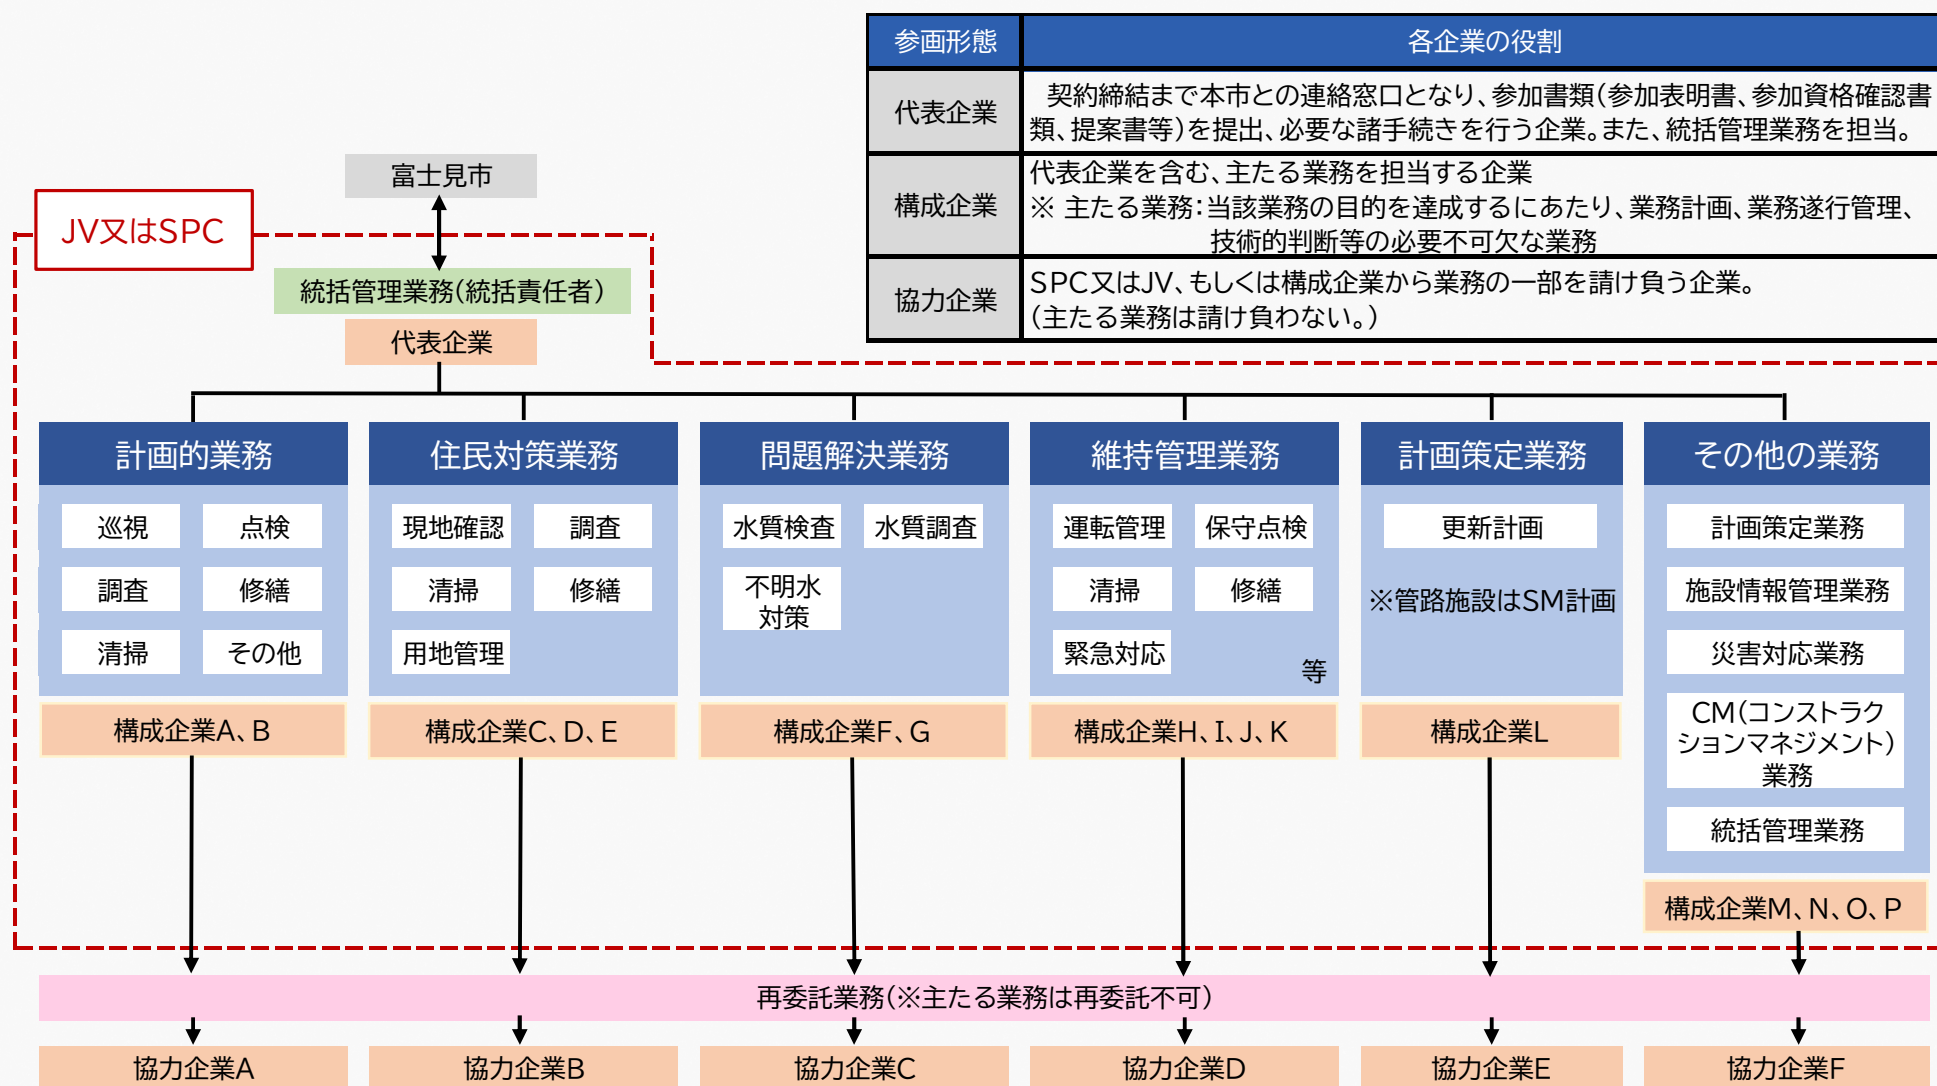 参画形態
各企業の役割
代表企業
契約締結まで本市との連絡窓口となり、参加書類(参加表明書、参加資格確認書
類、提案書等)を提出、必要な諸手続きを行う企業。また、統括管理業務を担当。
構成企業
代表企業を含む、主たる業務を担当する企業
※ 主たる業務:当該業務の目的を達成するにあたり、業務計画、業務遂行管理、
技術的判断等の必要不可欠な業務
協力企業
SPC又はJV、もしくは構成企業から業務の一部を請け負う企業。
(主たる業務は請け負わない。)
富士見市
JV又はSPC
統括管理業務(統括責任者)
代表企業
計画的業務
巡視
点検
調査
修繕
清掃
その他
構成企業A、B
住民対策業務
現地確認
調査
清掃
修繕
用地管理
構成企業C、D、E
問題解決業務
水質検査
水質調査
不明水
対策
構成企業F、G
維持管理業務
運転管理
保守点検
清掃
修繕
緊急対応
等
構成企業H、I、J、K
計画策定業務
更新計画
※管路施設はSM計画
構成企業L
その他の業務
計画策定業務
施設情報管理業務
災害対応業務
CM(コンストラク
ションマネジメント)
業務
統括管理業務
構成企業M、N、O、P
再委託業務(※主たる業務は再委託不可)
協力企業A
協力企業B
協力企業C
協力企業D
協力企業E
協力企業F